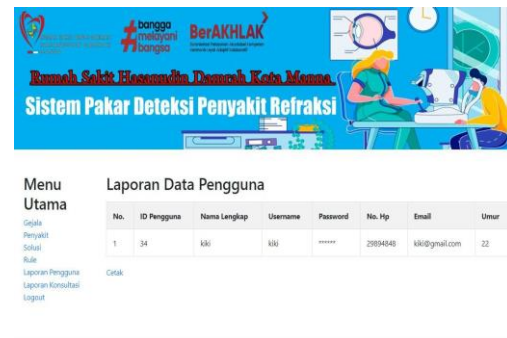 bangga
# melayani
bangsa
BerAKHLAK
Rumah Sakit Hasanudin Damrah Kota Manna
Sistem Pakar Deteksi Penyakit Refraksi
Menu
Utama
Gejala
Penyakit
Solusi
Rule
Laporan Pengguna
Laporan Konsultasi
Logout
Laporan Data Pengguna
No. ID Pengguna Nama Lengkap Username Password No. Hp Email Umur
1 34 kiki kiki ****** 29894848 kiki@gmail.com 22
Cetak